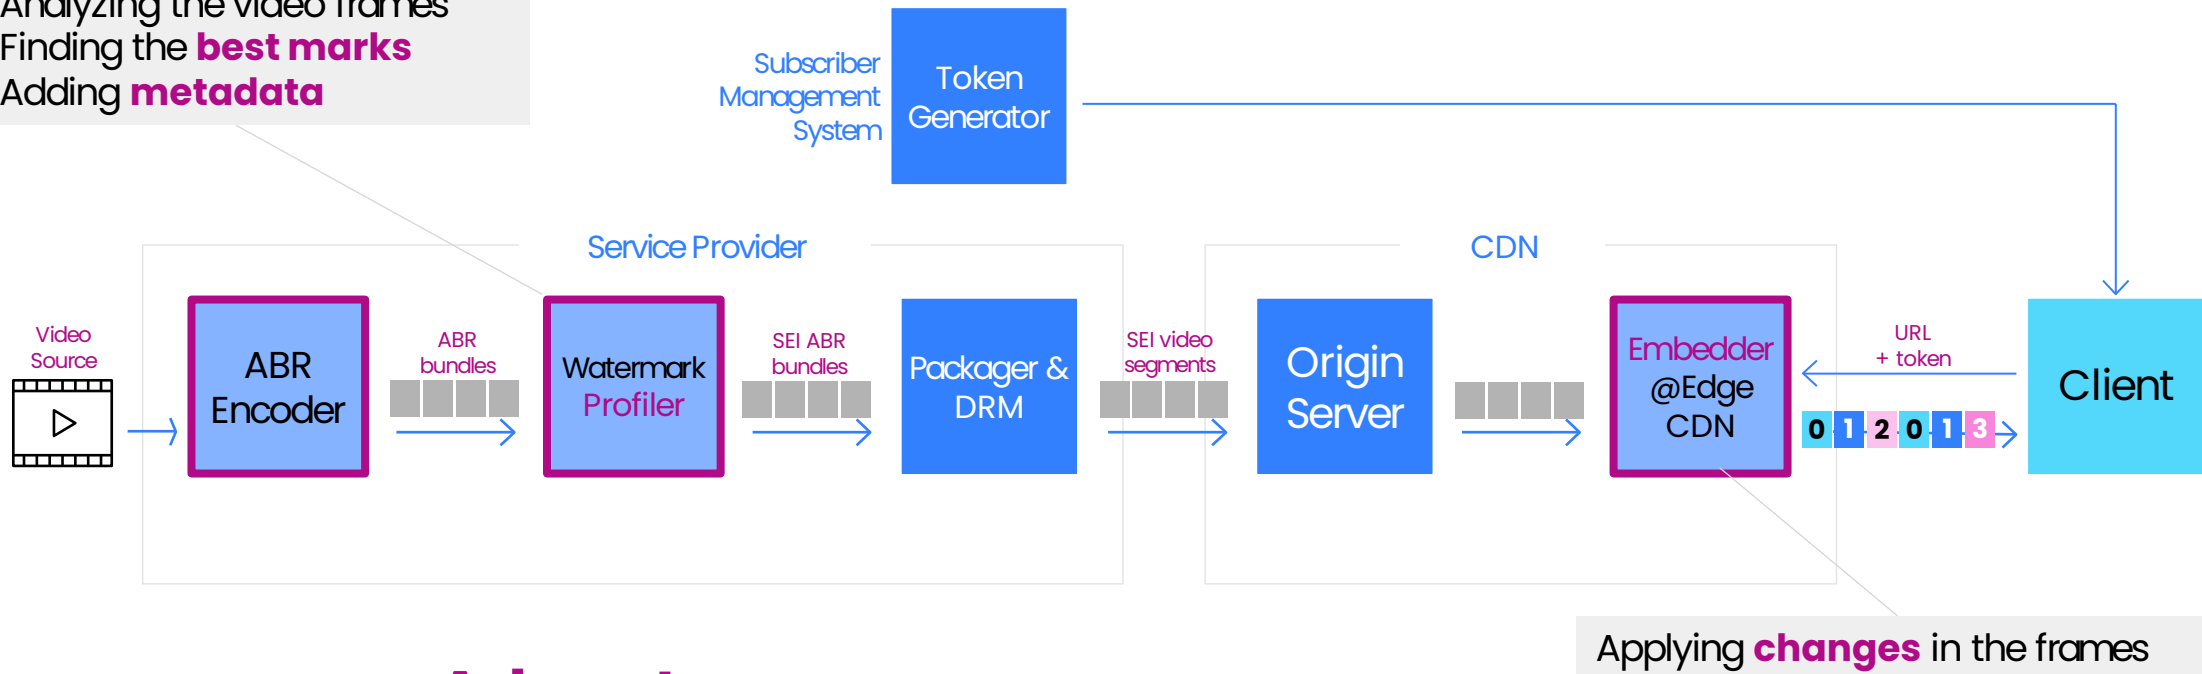 Analyzing the video frames
Finding the best marks
Adding metadata
Subscriber
Management
System
Token
Generator
Service Provider
CDN
Video
Source
ABR
Encoder
ABR
bundles
Watermark
Profiler
SEI ABR
bundles
Packager &
DRM
SEI video
segments
Origin
Server
Embedder
@Edge
CDN
URL
+ token
0 1 2 0 1 3
Client
Applying changes in the frames